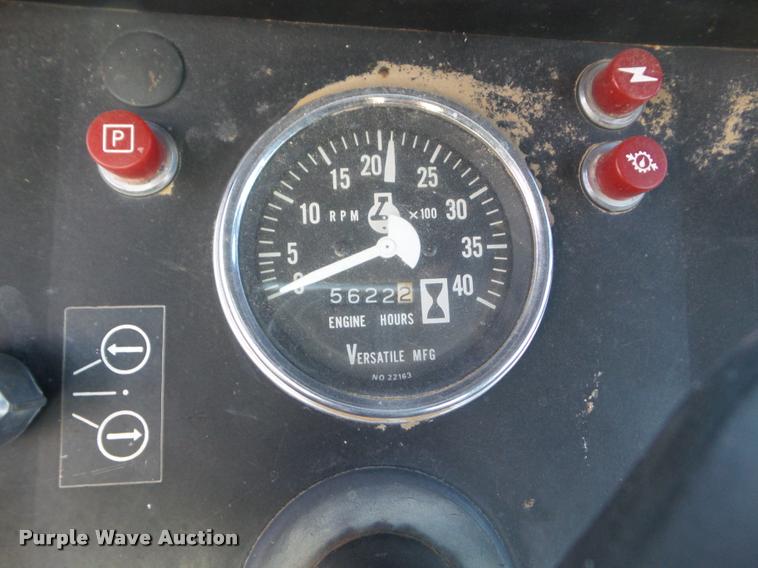 P
5
10
15
20
25
30
35
40
0
RPM
×100
56222
ENGINE HOURS
VERSATILE MFG
NO 22163
Purple Wave Auction®